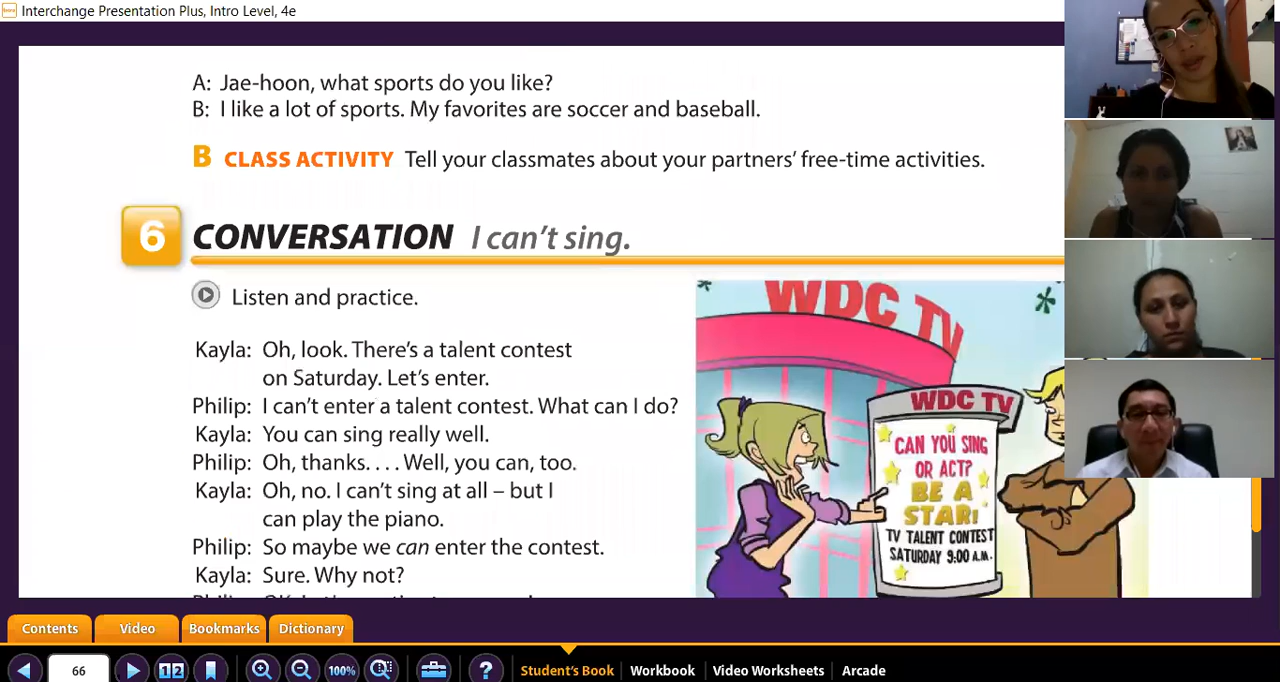 Interchange Presentation Plus, Intro Level, 4e
A: Jae-hoon, what sports do you like?
B: I like a lot of sports. My favorites are soccer and baseball.
B CLASS ACTIVITY Tell your classmates about your partners' free-time activities.
6 CONVERSATION I can't sing.
Listen and practice.
Kayla: Oh, look. There's a talent contest
on Saturday. Let's enter.
Philip: I can't enter a talent contest. What can I do?
Kayla: You can sing really well.
Philip: Oh, thanks. . . . Well, you can, too.
Kayla: Oh, no. I can't sing at all – but I
can play the piano.
Philip: So maybe we can enter the contest.
Kayla: Sure. Why not?
WDC TV
WDC TV
CAN YOU SING
OR ACT?
BE A
STAR!
TV TALENT CONTEST
SATURDAY 9:00 A.M.
Contents Video Bookmarks Dictionary
66 1 2 100% ? Student's Book Workbook Video Worksheets Arcade